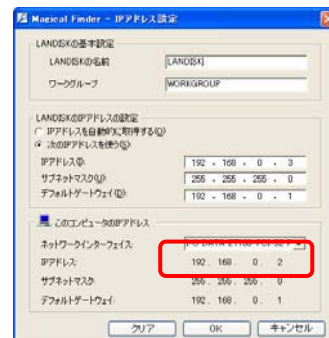 Magical Finder - IPアドレス設定
LANDISKの基本設定
LANDISKの名前 LANDISK
ワークグループ WORKGROUP
LANDISKのIPアドレスの設定
IPアドレスを自動的に取得する(O)
次のIPアドレスを使う(S)
IPアドレス(I): 192 . 168 . 0 . 3
サブネットマスク(U): 255 . 255 . 255 . 0
デフォルトゲートウェイ(D): 192 . 168 . 0 . 1
このコンピュータのIPアドレス
ネットワークインターフェイス:
IPアドレス: 192 . 168 . 0 . 2
サブネットマスク 255 . 255 . 255 . 0
デフォルトゲートウェイ: 192 . 168 . 0 . 1
クリア OK キャンセル